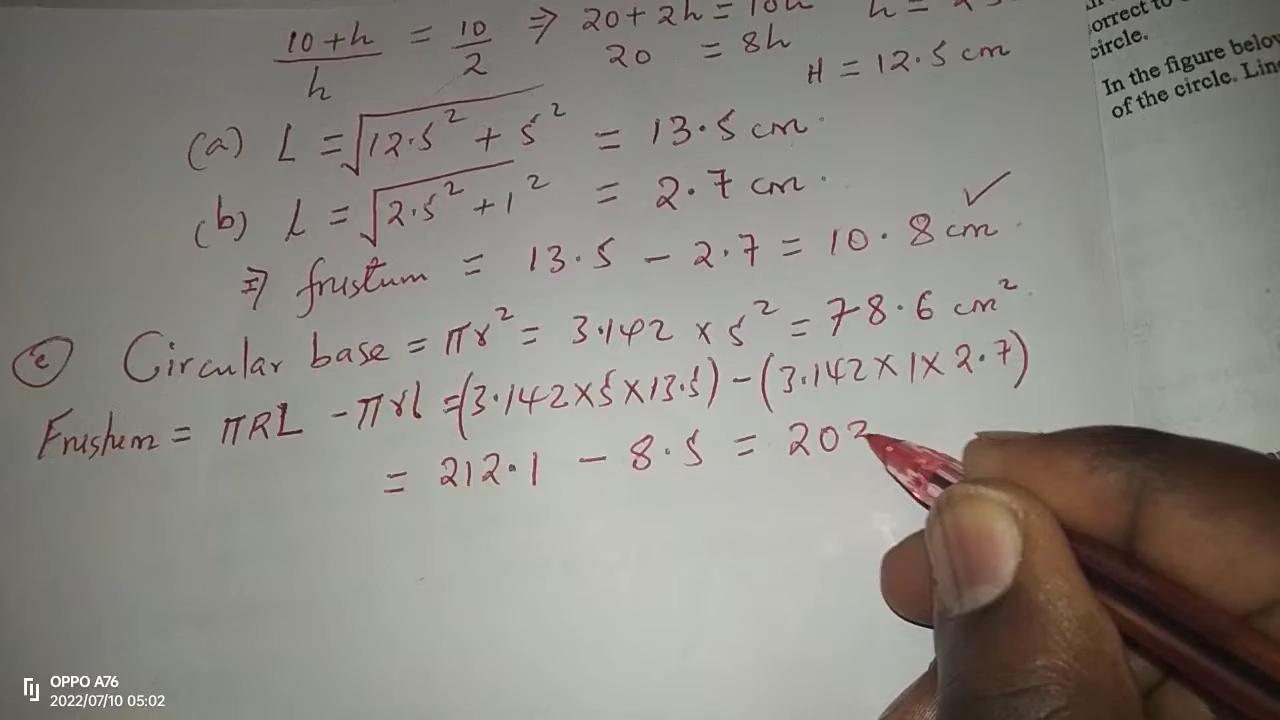 10+h / h = 10 / 2 ⇒ 20 + 2h =
20 = 8h
H = 12.5 cm
(a) L = √12.5² + 5² = 13.5 cm.
(b) l = √2.5² + 1² = 2.7 cm.
⇒ frustum = 13.5 - 2.7 = 10.8 cm ✓
(c) Circular base = πr² = 3.142 × 5² = 78.6 cm²
Frustum = πRL - πrl = (3.142×5×13.5) - (3.142×1×2.7)
= 212.1 - 8.5 = 203
circle.
In the figure below
of the circle. Line
OPPO A76
2022/07/10 05:02